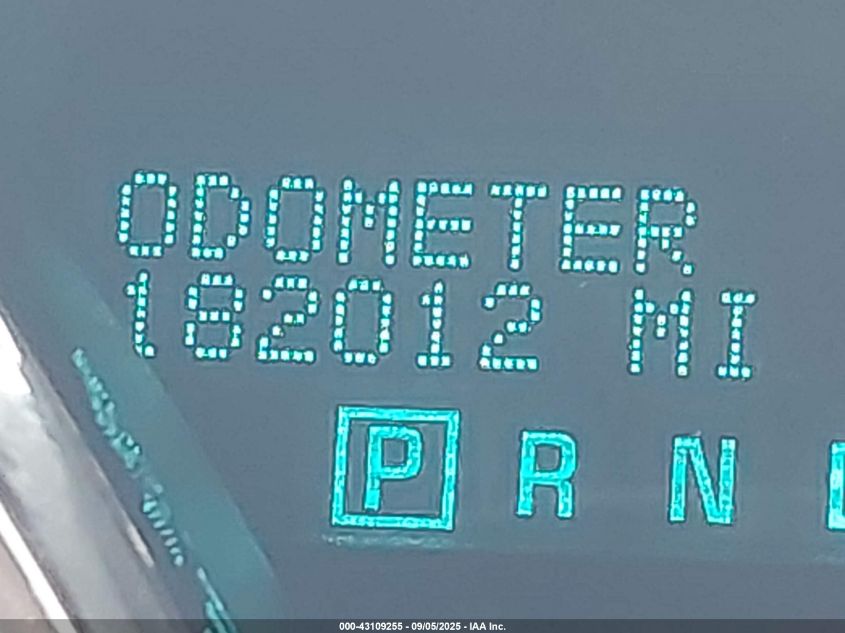 ODOMETER
182012 MI
P R N
000-43109255 - 09/05/2025 - IAA Inc.